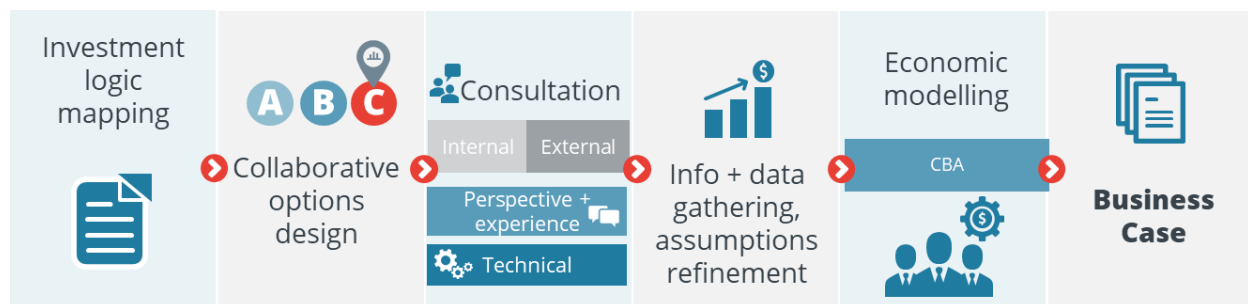 Investment
logic
mapping
A B C
Collaborative
options
design
Consultation
Internal External
Perspective +
experience
Technical
$
Info + data
gathering,
assumptions
refinement
Economic
modelling
CBA
$
Business
Case